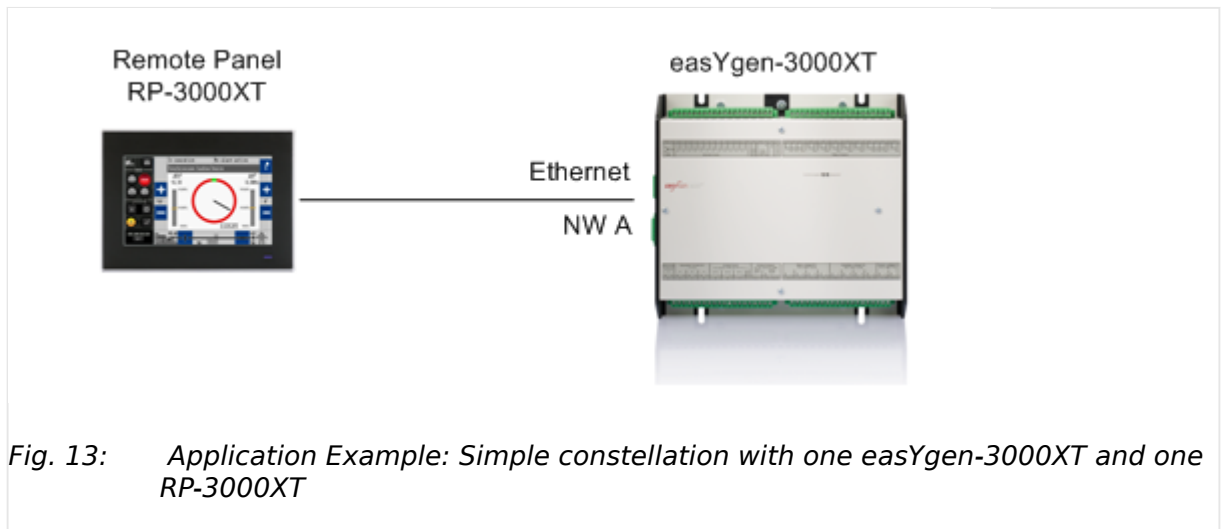 Remote Panel
RP-3000XT
easYgen-3000XT
Ethernet
NW A
Fig. 13: Application Example: Simple constellation with one easYgen-3000XT and one
RP-3000XT